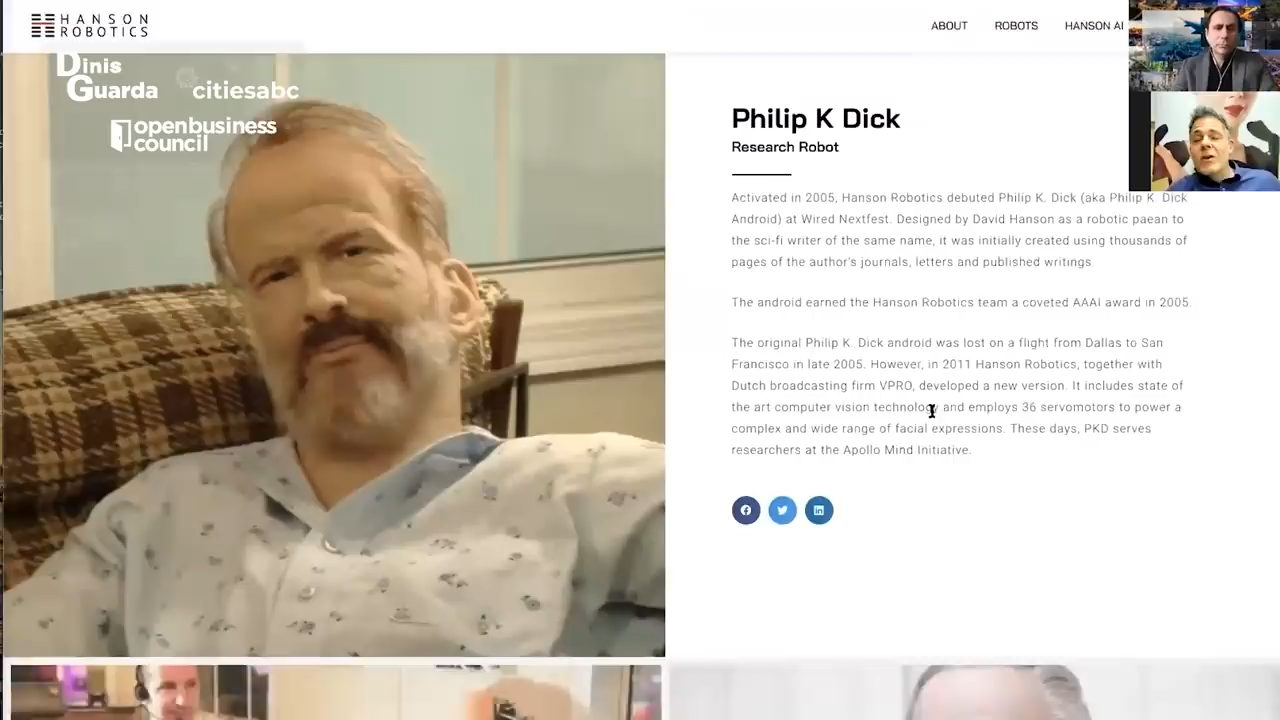 HANSON
ROBOTICS
ABOUT
ROBOTS
HANSON AI
Dinis
Guarda
citiesabc
openbusiness
council
Philip K Dick
Research Robot
Activated in 2005, Hanson Robotics debuted Philip K. Dick (aka Philip K. Dick
Android) at Wired Nextfest. Designed by David Hanson as a robotic paean to
the sci-fi writer of the same name, it was initially created using thousands of
pages of the author's journals, letters and published writings.
The android earned the Hanson Robotics team a coveted AAAI award in 2005.
The original Philip K. Dick android was lost on a flight from Dallas to San
Francisco in late 2005. However, in 2011 Hanson Robotics, together with
Dutch broadcasting firm VPRO, developed a new version. It includes state of
the art computer vision technology and employs 36 servomotors to power a
complex and wide range of facial expressions. These days, PKD serves
researchers at the Apollo Mind Initiative.